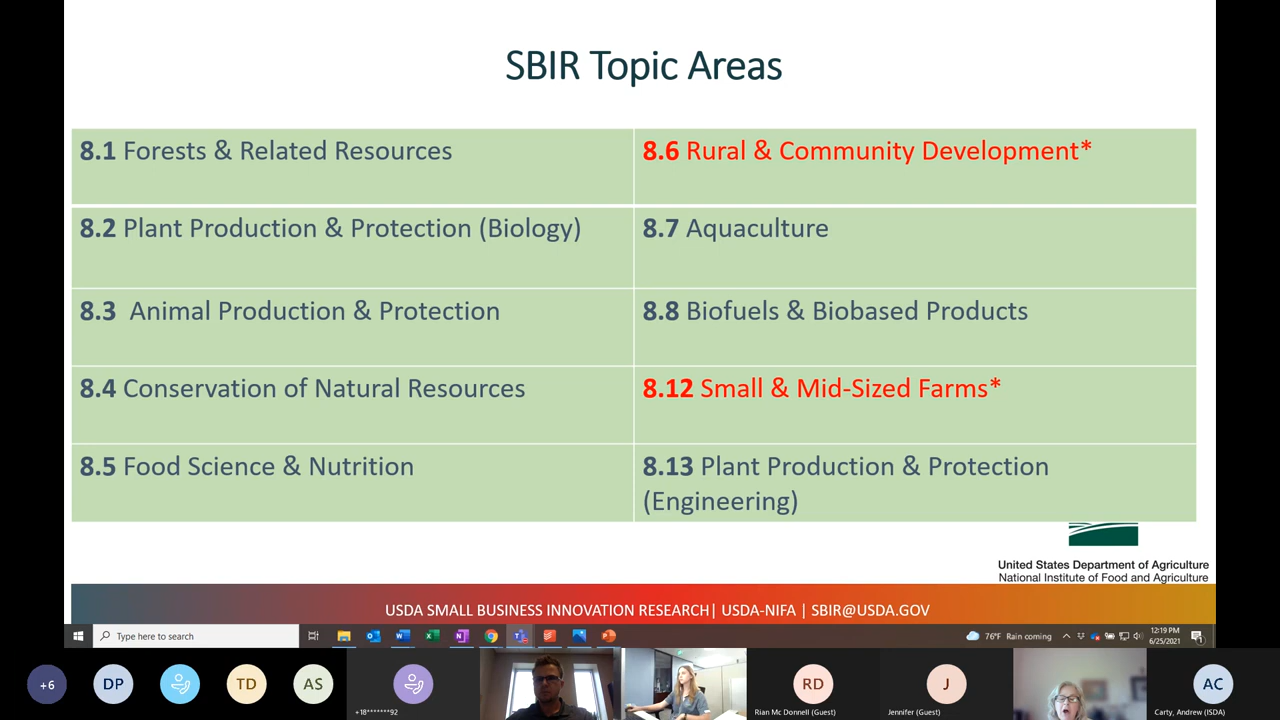 SBIR Topic Areas
8.1 Forests & Related Resources
8.6 Rural & Community Development*
8.2 Plant Production & Protection (Biology)
8.7 Aquaculture
8.3 Animal Production & Protection
8.8 Biofuels & Biobased Products
8.4 Conservation of Natural Resources
8.12 Small & Mid-Sized Farms*
8.5 Food Science & Nutrition
8.13 Plant Production & Protection
(Engineering)
United States Department of Agriculture
National Institute of Food and Agriculture
USDA SMALL BUSINESS INNOVATION RESEARCH| USDA-NIFA | SBIR@USDA.GOV
Type here to search
76°F Rain coming
12:19 PM
6/25/2021
+6
DP
TD
AS
RD
J
AC
+18*******92
Rian Mc Donnell (Guest)
Jennifer (Guest)
Carty, Andrew (ISDA)